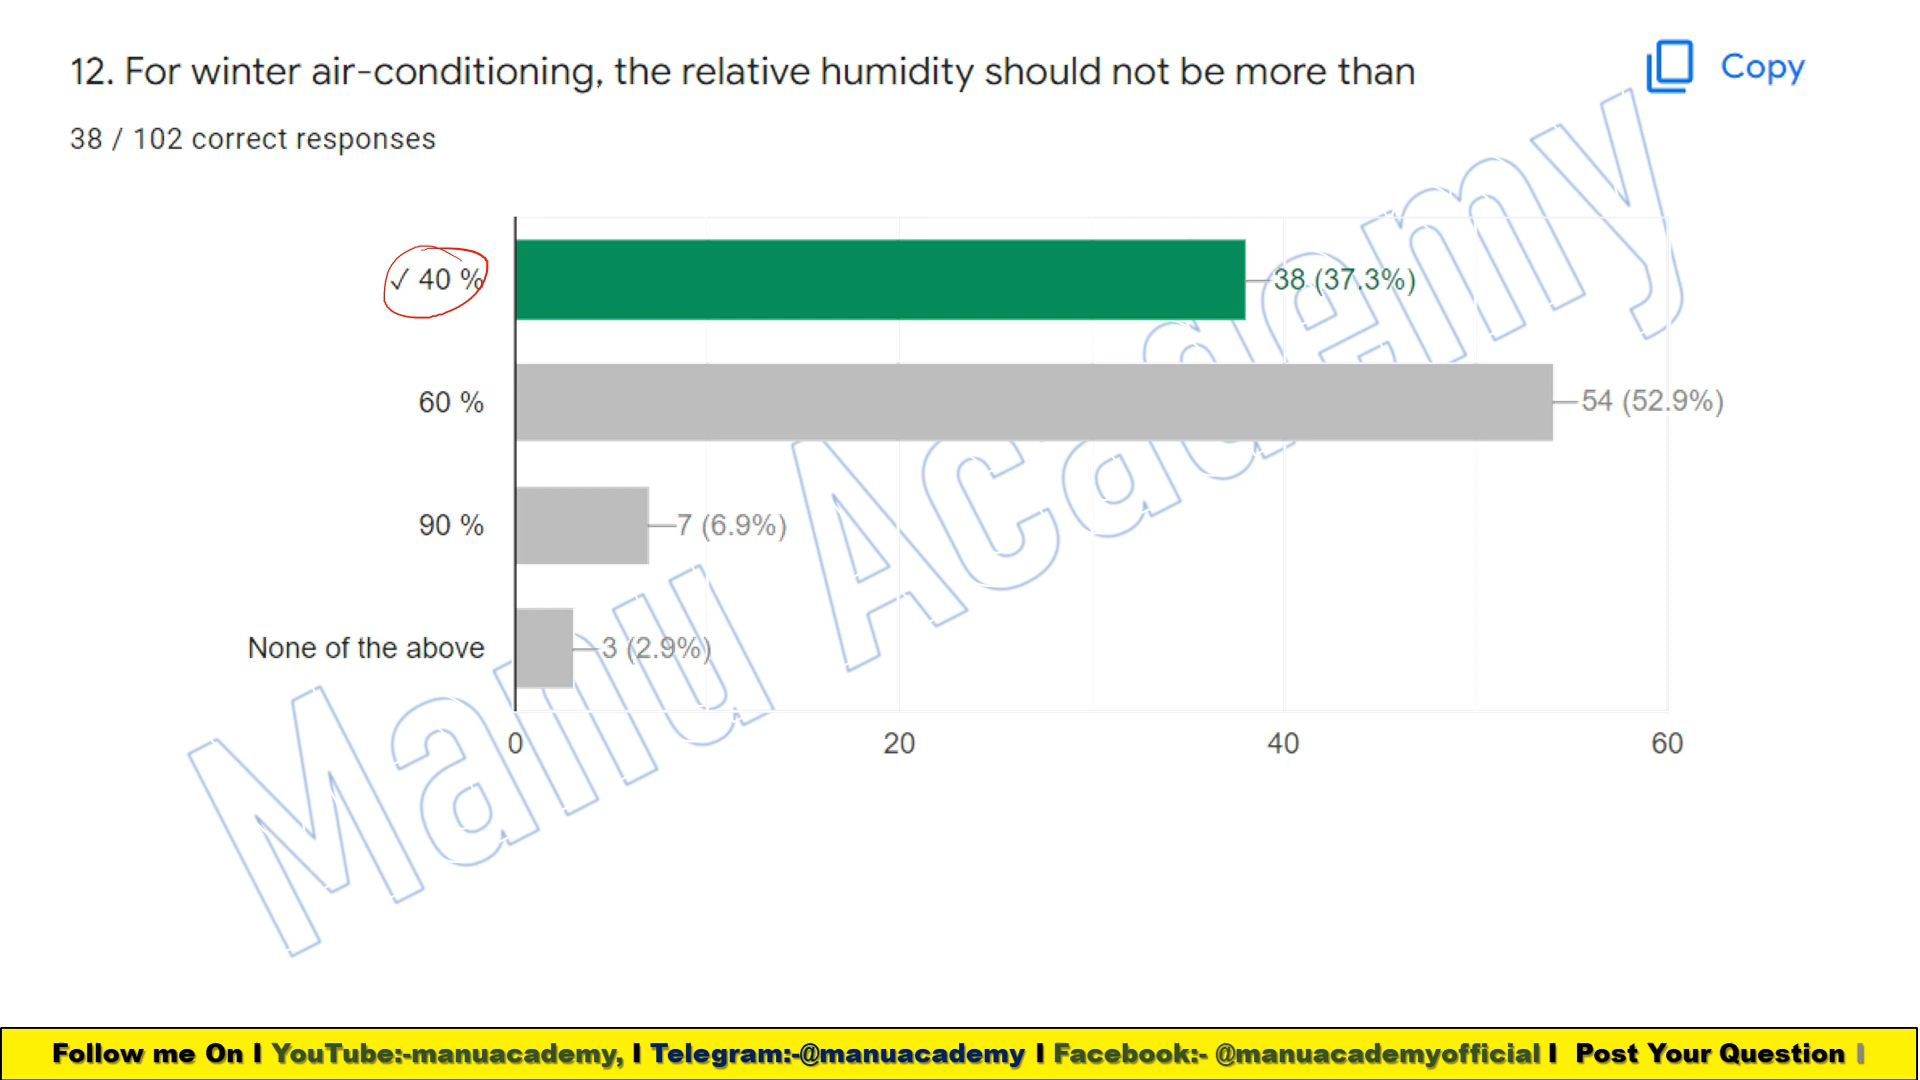 12. For winter air-conditioning, the relative humidity should not be more than
Copy
38 / 102 correct responses
✓ 40 %
38 (37.3%)
60 %
54 (52.9%)
90 %
7 (6.9%)
None of the above
3 (2.9%)
0 20 40 60
Manu Academy
Follow me On I YouTube:-manuacademy, I Telegram:-@manuacademy I Facebook:- @manuacademyofficial I Post Your Question I